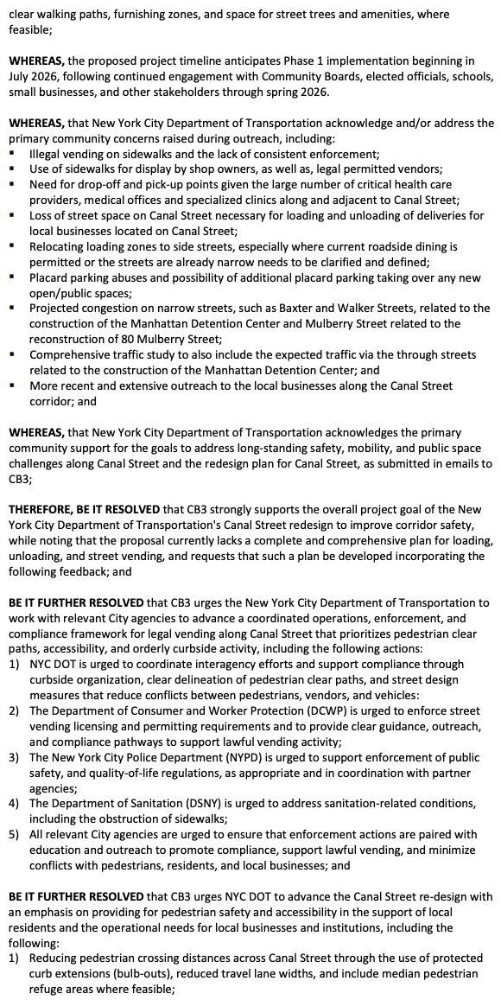 clear walking paths, furnishing zones, and space for street trees and amenities, where
feasible;
WHEREAS, the proposed project timeline anticipates Phase 1 implementation beginning in
July 2026, following continued engagement with Community Boards, elected officials, schools,
small businesses, and other stakeholders through spring 2026.
WHEREAS, that New York City Department of Transportation acknowledge and/or address the
primary community concerns raised during outreach, including:
▪ Illegal vending on sidewalks and the lack of consistent enforcement;
▪ Use of sidewalks for display by shop owners, as well as, legal permitted vendors;
▪ Need for drop-off and pick-up points given the large number of critical health care
providers, medical offices and specialized clinics along and adjacent to Canal Street;
▪ Loss of street space on Canal Street necessary for loading and unloading of deliveries for
local businesses located on Canal Street;
▪ Relocating loading zones to side streets, especially where current roadside dining is
permitted or the streets are already narrow needs to be clarified and defined;
▪ Placard parking abuses and possibility of additional placard parking taking over any new
open/public spaces;
▪ Projected congestion on narrow streets, such as Baxter and Walker Streets, related to the
construction of the Manhattan Detention Center and Mulberry Street related to the
reconstruction of 80 Mulberry Street;
▪ Comprehensive traffic study to also include the expected traffic via the through streets
related to the construction of the Manhattan Detention Center; and
▪ More recent and extensive outreach to the local businesses along the Canal Street
corridor; and
WHEREAS, that New York City Department of Transportation acknowledges the primary
community support for the goals to address long-standing safety, mobility, and public space
challenges along Canal Street and the redesign plan for Canal Street, as submitted in emails to
CB3;
THEREFORE, BE IT RESOLVED that CB3 strongly supports the overall project goal of the New
York City Department of Transportation's Canal Street redesign to improve corridor safety,
while noting that the proposal currently lacks a complete and comprehensive plan for loading,
unloading, and street vending, and requests that such a plan be developed incorporating the
following feedback; and
BE IT FURTHER RESOLVED that CB3 urges the New York City Department of Transportation to
work with relevant City agencies to advance a coordinated operations, enforcement, and
compliance framework for legal vending along Canal Street that prioritizes pedestrian clear
paths, accessibility, and orderly curbside activity, including the following actions:
1) NYC DOT is urged to coordinate interagency efforts and support compliance through
curbside organization, clear delineation of pedestrian clear paths, and street design
measures that reduce conflicts between pedestrians, vendors, and vehicles:
2) The Department of Consumer and Worker Protection (DCWP) is urged to enforce street
vending licensing and permitting requirements and to provide clear guidance, outreach,
and compliance pathways to support lawful vending activity;
3) The New York City Police Department (NYPD) is urged to support enforcement of public
safety, and quality-of-life regulations, as appropriate and in coordination with partner
agencies;
4) The Department of Sanitation (DSNY) is urged to address sanitation-related conditions,
including the obstruction of sidewalks;
5) All relevant City agencies are urged to ensure that enforcement actions are paired with
education and outreach to promote compliance, support lawful vending, and minimize
conflicts with pedestrians, residents, and local businesses; and
BE IT FURTHER RESOLVED that CB3 urges NYC DOT to advance the Canal Street re-design with
an emphasis on providing for pedestrian safety and accessibility in the support of local
residents and the operational needs for local businesses and institutions, including the
following:
1) Reducing pedestrian crossing distances across Canal Street through the use of protected
curb extensions (bulb-outs), reduced travel lane widths, and include median pedestrian
refuge areas where feasible;